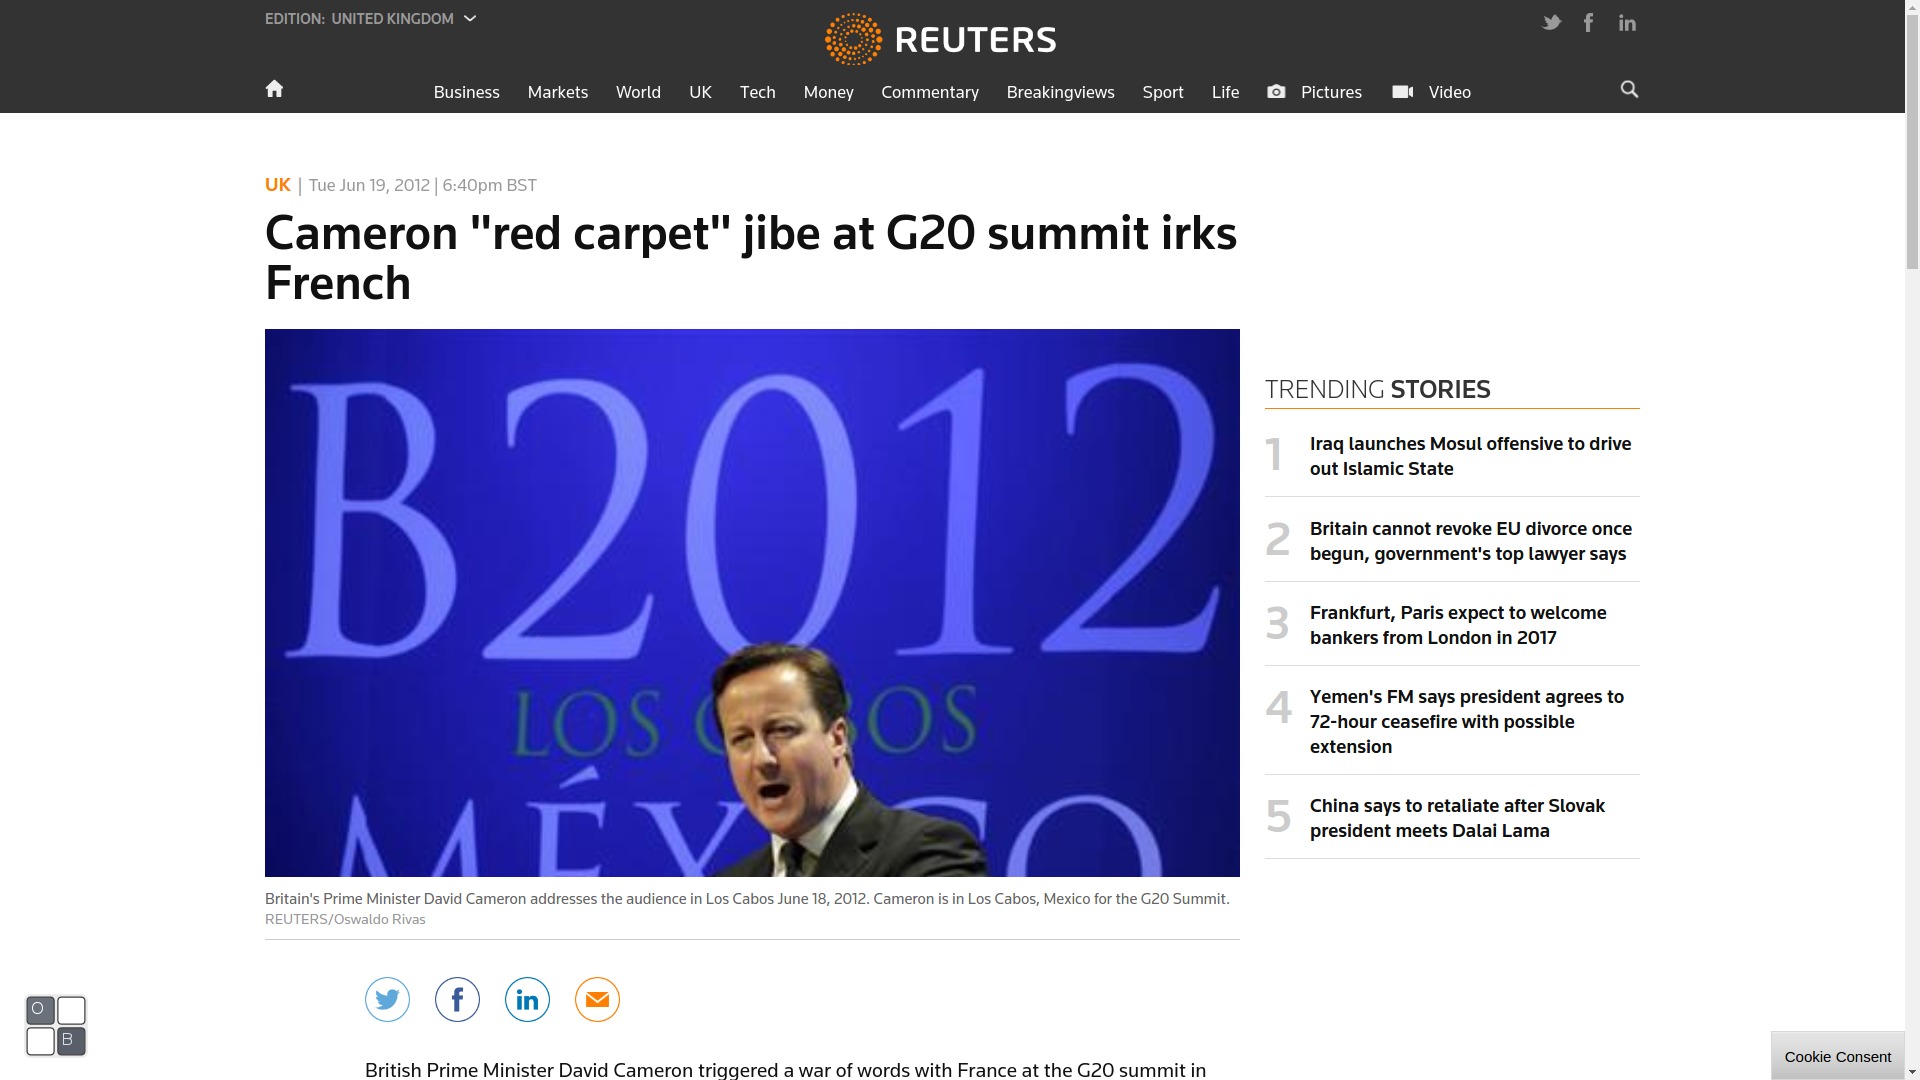 EDITION: UNITED KINGDOM
REUTERS
Business Markets World UK Tech Money Commentary Breakingviews Sport Life Pictures Video
UK | Tue Jun 19, 2012 | 6:40pm BST
Cameron "red carpet" jibe at G20 summit irks
French
B2012
LOS C BOS
MÉX CO
Britain's Prime Minister David Cameron addresses the audience in Los Cabos June 18, 2012. Cameron is in Los Cabos, Mexico for the G20 Summit.
REUTERS/Oswaldo Rivas
TRENDING STORIES
1 Iraq launches Mosul offensive to drive
out Islamic State
2 Britain cannot revoke EU divorce once
begun, government's top lawyer says
3 Frankfurt, Paris expect to welcome
bankers from London in 2017
4 Yemen's FM says president agrees to
72-hour ceasefire with possible
extension
5 China says to retaliate after Slovak
president meets Dalai Lama
O
B
British Prime Minister David Cameron triggered a war of words with France at the G20 summit in
Cookie Consent